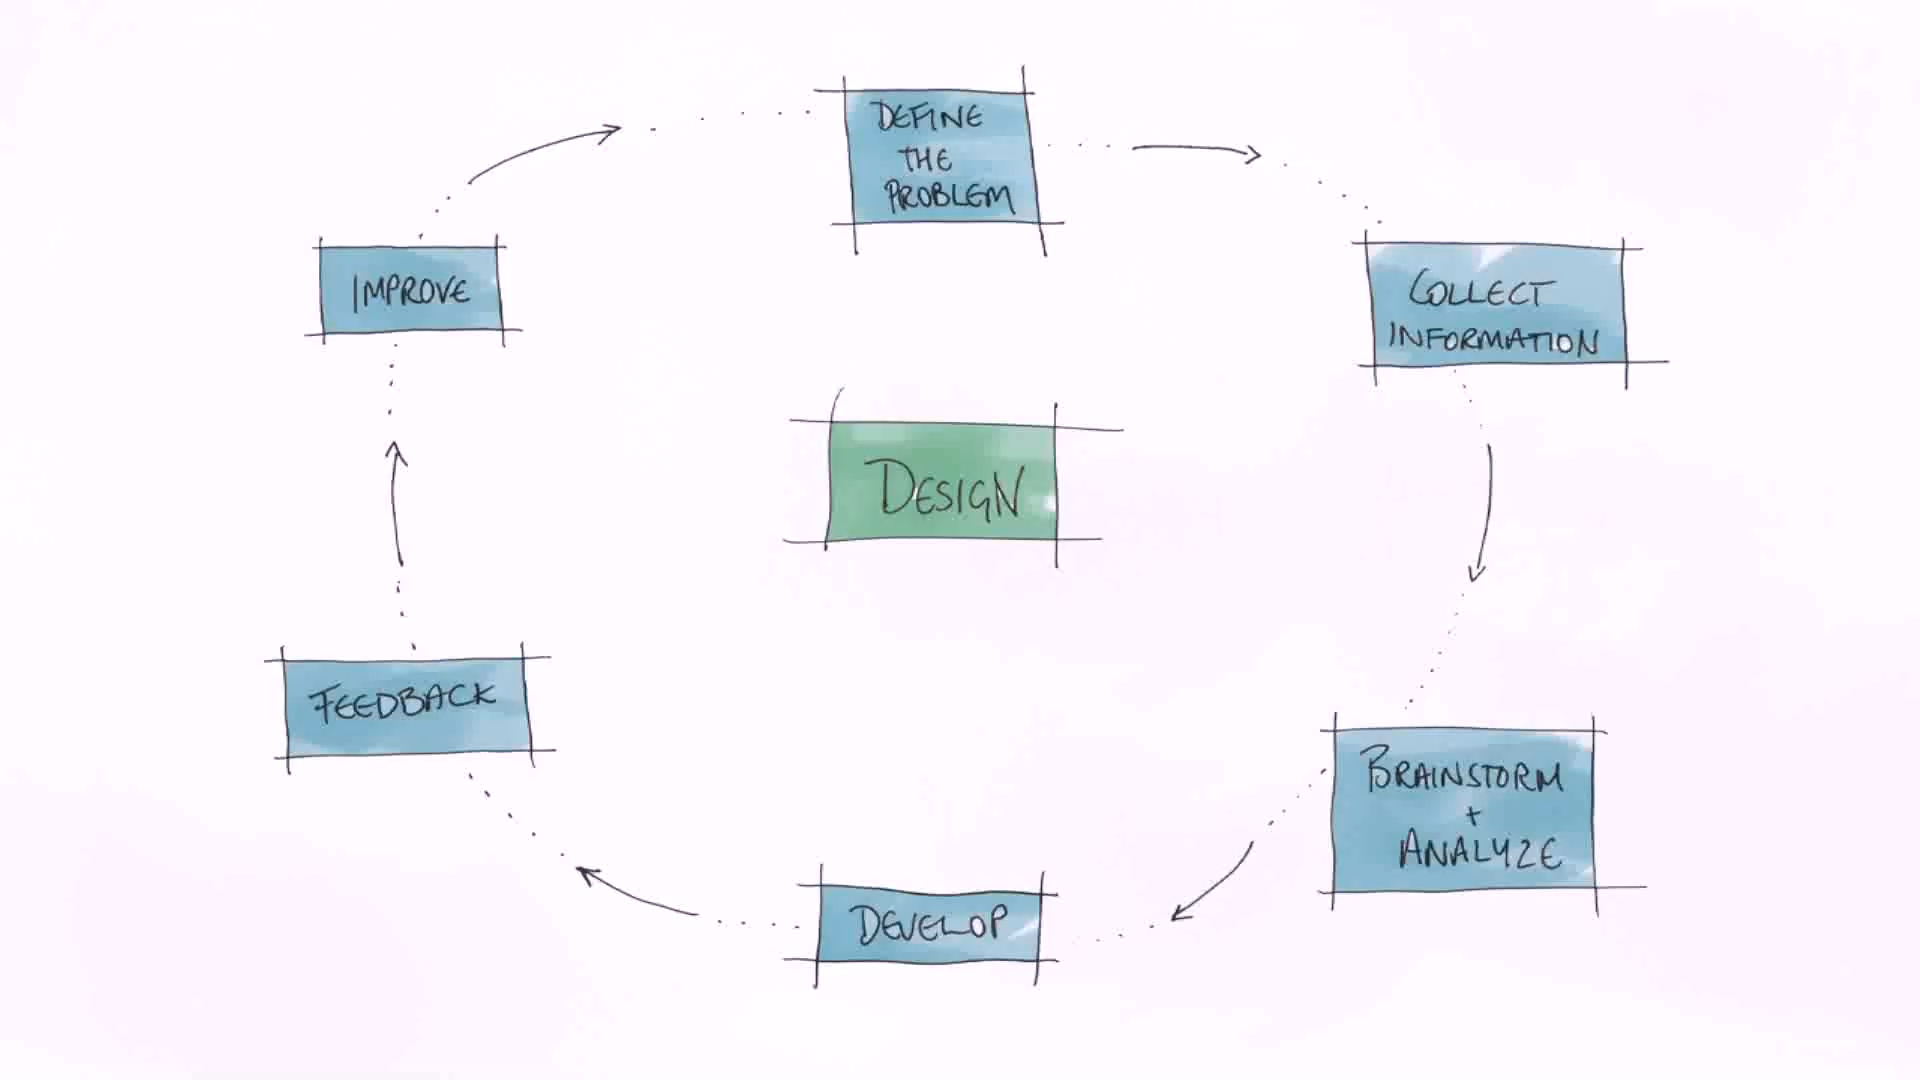 DEFINE
THE
PROBLEM
COLLECT
INFORMATION
BRAINSTORM
+
ANALYZE
DEVELOP
FEEDBACK
IMPROVE
DESIGN